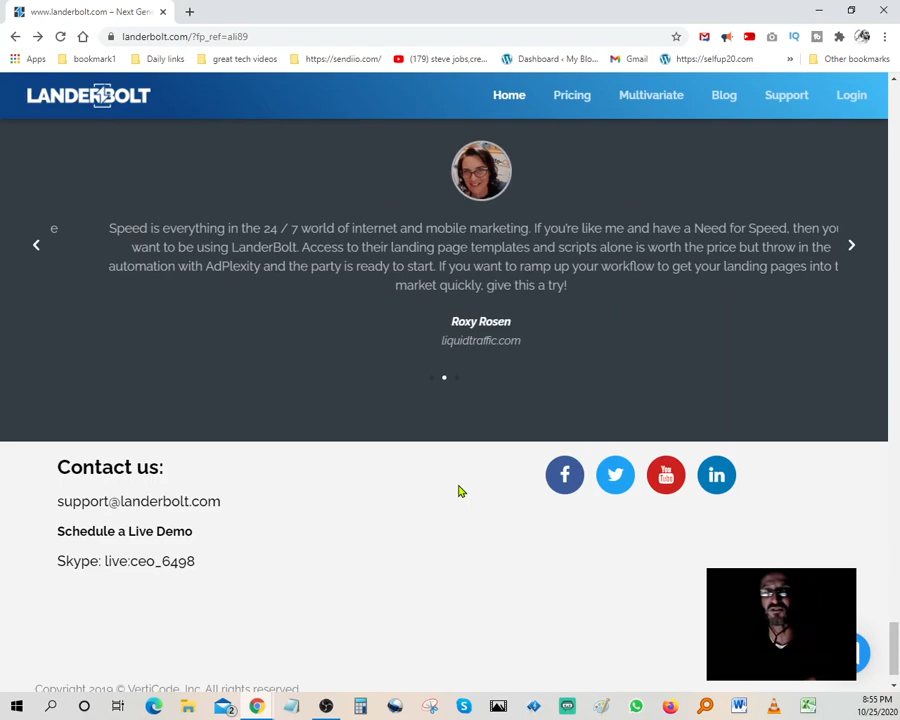 www.landerbolt.com – Next Gen
landerbolt.com/?fp_ref=ali89
Apps bookmark1 Daily links great tech videos https://sendiio.com/ (179) steve jobs,cre... Dashboard ‹ My Blo... Gmail https://selfup20.com » Other bookmarks
LANDERBOLT Home Pricing Multivariate Blog Support Login
e Speed is everything in the 24 / 7 world of internet and mobile marketing. If you're like me and have a Need for Speed, then you
want to be using LanderBolt. Access to their landing page templates and scripts alone is worth the price but throw in the
automation with AdPlexity and the party is ready to start. If you want to ramp up your workflow to get your landing pages into t
market quickly, give this a try!
Roxy Rosen
liquidtraffic.com
Contact us:
support@landerbolt.com
Schedule a Live Demo
Skype: live:ceo_6498
Copyright 2019 © VertiCode, Inc. All rights reserved
8:55 PM
10/25/2020